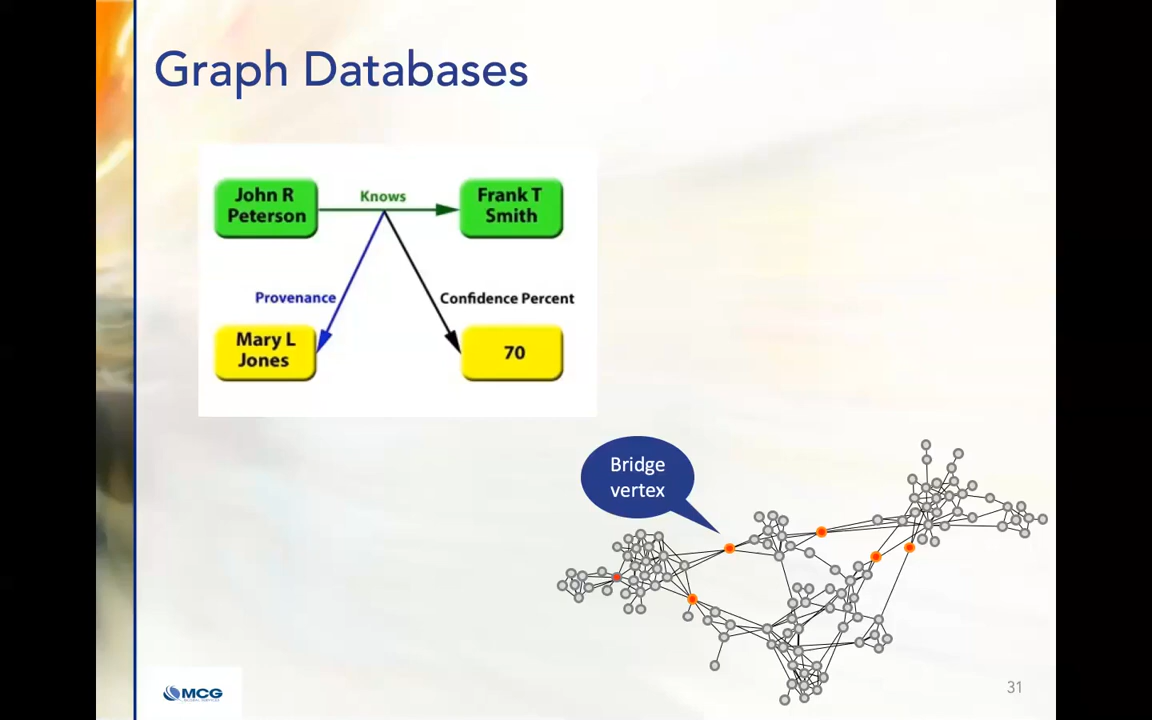 Graph Databases
John R
Peterson
Knows
Frank T
Smith
Provenance
Confidence Percent
Mary L
Jones
70
Bridge
vertex
MCG
31